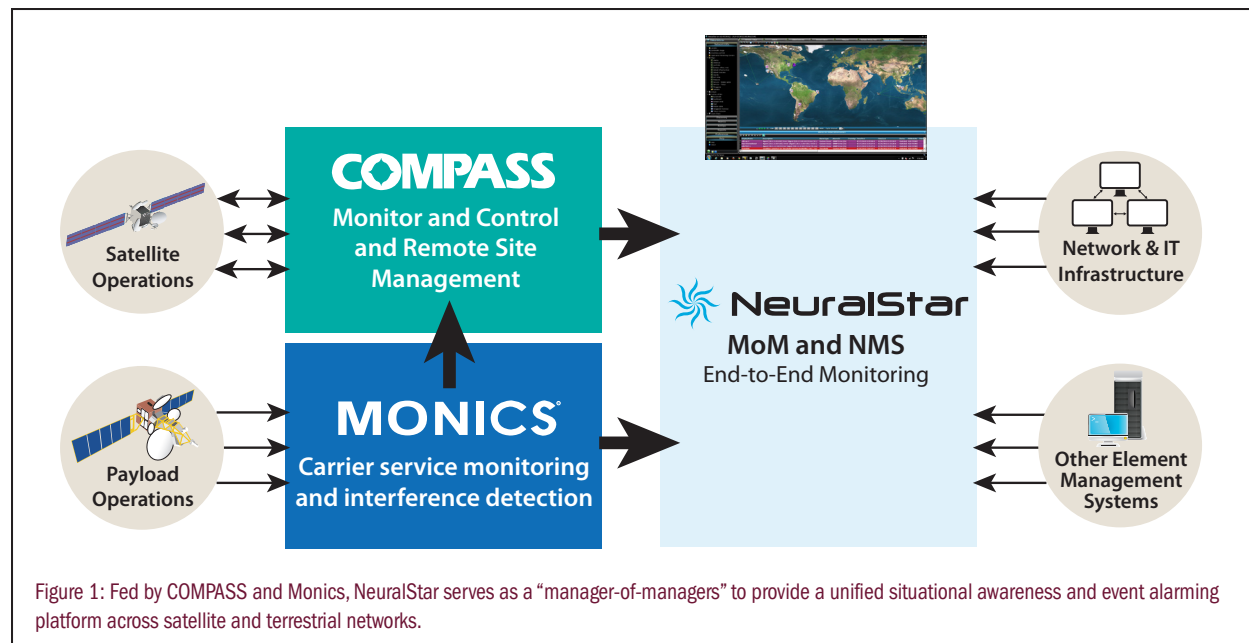 COMPASS
Monitor and Control
and Remote Site
Management
Satellite
Operations
MONICS®
Carrier service monitoring
and interference detection
Payload
Operations
NeuralStar
MoM and NMS
End-to-End Monitoring
Network & IT
Infrastructure
Other Element
Management
Systems
Figure 1: Fed by COMPASS and Monics, NeuralStar serves as a “manager-of-managers” to provide a unified situational awareness and event alarming
platform across satellite and terrestrial networks.